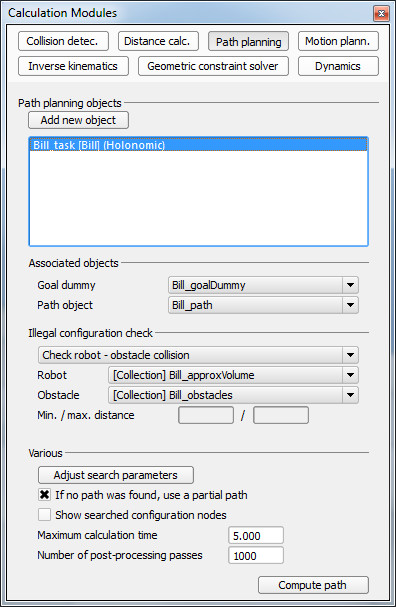 Calculation Modules
Collision detec. Distance calc. Path planning Motion plann.
Inverse kinematics Geometric constraint solver Dynamics
Path planning objects
Add new object
Bill_task [Bill] (Holonomic)
Associated objects
Goal dummy Bill_goalDummy
Path object Bill_path
Illegal configuration check
Check robot - obstacle collision
Robot [Collection] Bill_approxVolume
Obstacle [Collection] Bill_obstacles
Min. / max. distance /
Various
Adjust search parameters
If no path was found, use a partial path
Show searched configuration nodes
Maximum calculation time 5.000
Number of post-processing passes 1000
Compute path